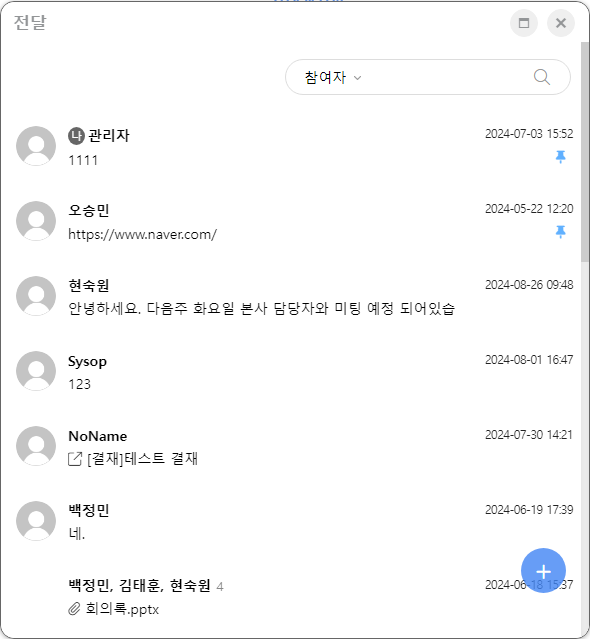 전달
참여자
나 관리자 2024-07-03 15:52
1111
오승민 2024-05-22 12:20
https://www.naver.com/
현숙원 2024-08-26 09:48
안녕하세요. 다음주 화요일 본사 담당자와 미팅 예정 되어있습
Sysop 2024-08-01 16:47
123
NoName 2024-07-30 14:21
[결재]테스트 결재
백정민 2024-06-19 17:39
네.
백정민, 김태훈, 현숙원 4 2024-06-18 15:37
회의록.pptx